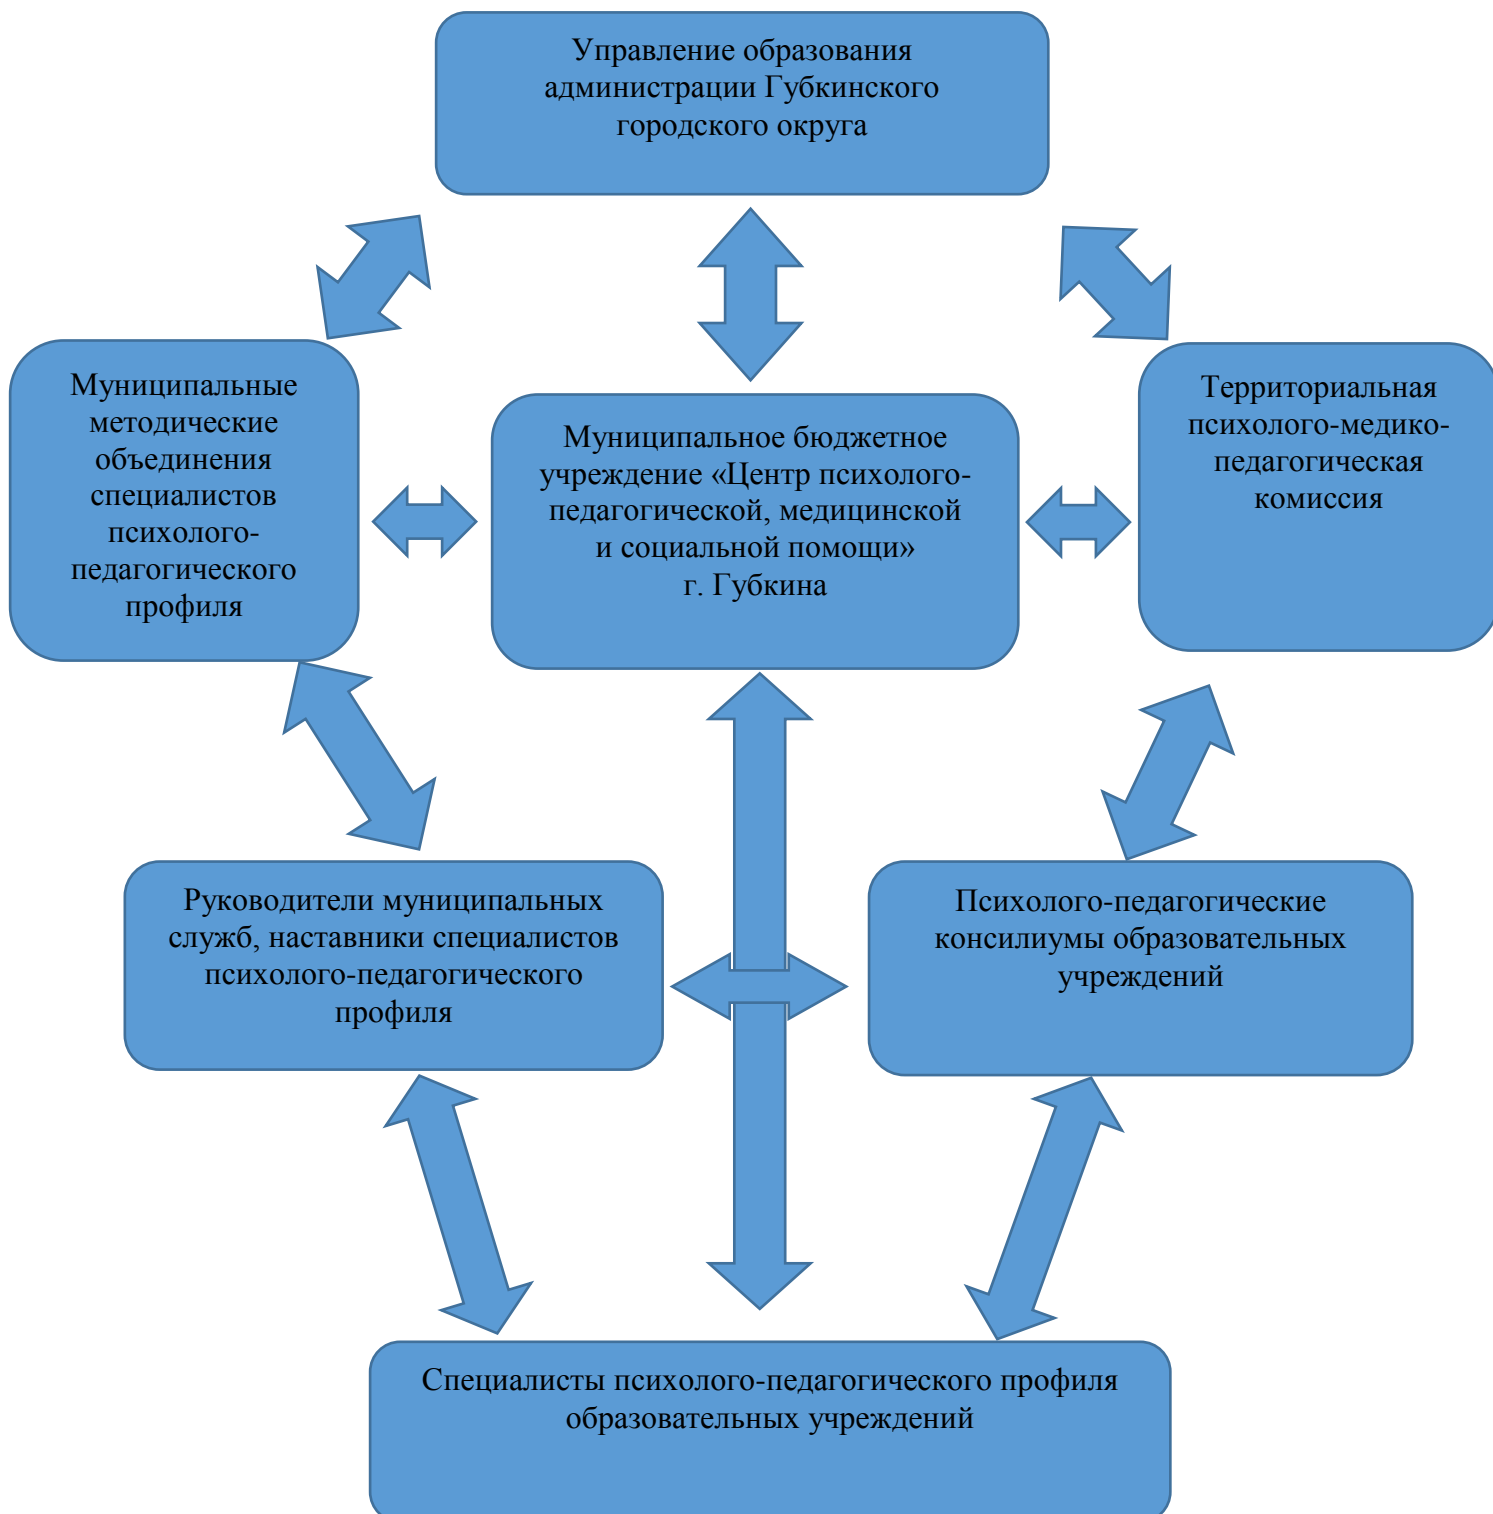 Управление образования
администрации Губкинского
городского округа
Муниципальные
методические
объединения
специалистов
психолого-
педагогического
профиля
Муниципальное бюджетное
учреждение «Центр психолого-
педагогической, медицинской
и социальной помощи»
г. Губкина
Территориальная
психолого-медико-
педагогическая
комиссия
Руководители муниципальных
служб, наставники специалистов
психолого-педагогического
профиля
Психолого-педагогические
консилиумы образовательных
учреждений
Специалисты психолого-педагогического профиля
образовательных учреждений